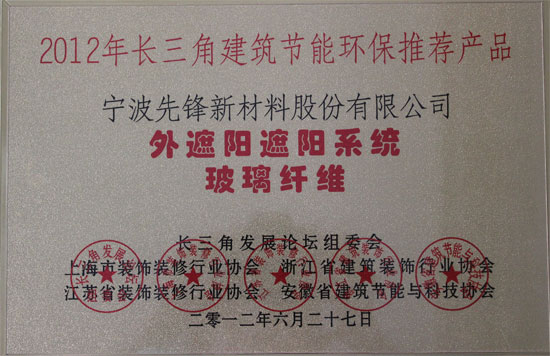 2012年长三角建筑节能环保推荐产品
宁波先锋新材料股份有限公司
外遮阳遮阳系统
玻璃纤维
长三角发展论坛组委会
上海市装饰装修行业协会 浙江省建筑装饰行业协会
江苏省装饰装修行业协会 安徽省建筑节能与科技协会
二零一二年六月二十七日